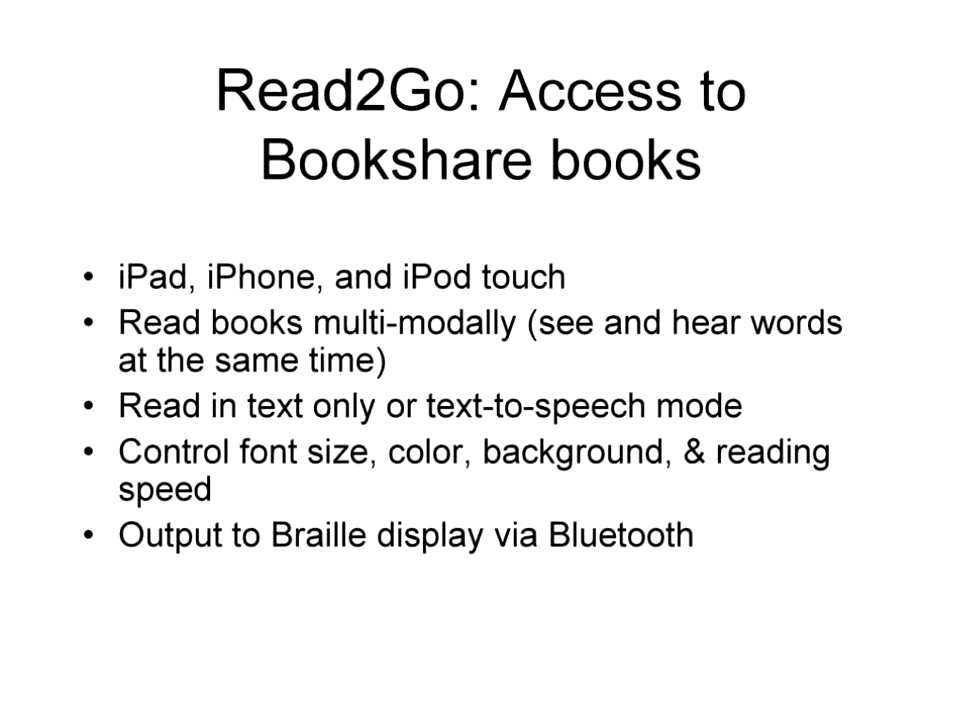 Read2Go: Access to
Bookshare books
• iPad, iPhone, and iPod touch
• Read books multi-modally (see and hear words
at the same time)
• Read in text only or text-to-speech mode
• Control font size, color, background, & reading
speed
• Output to Braille display via Bluetooth